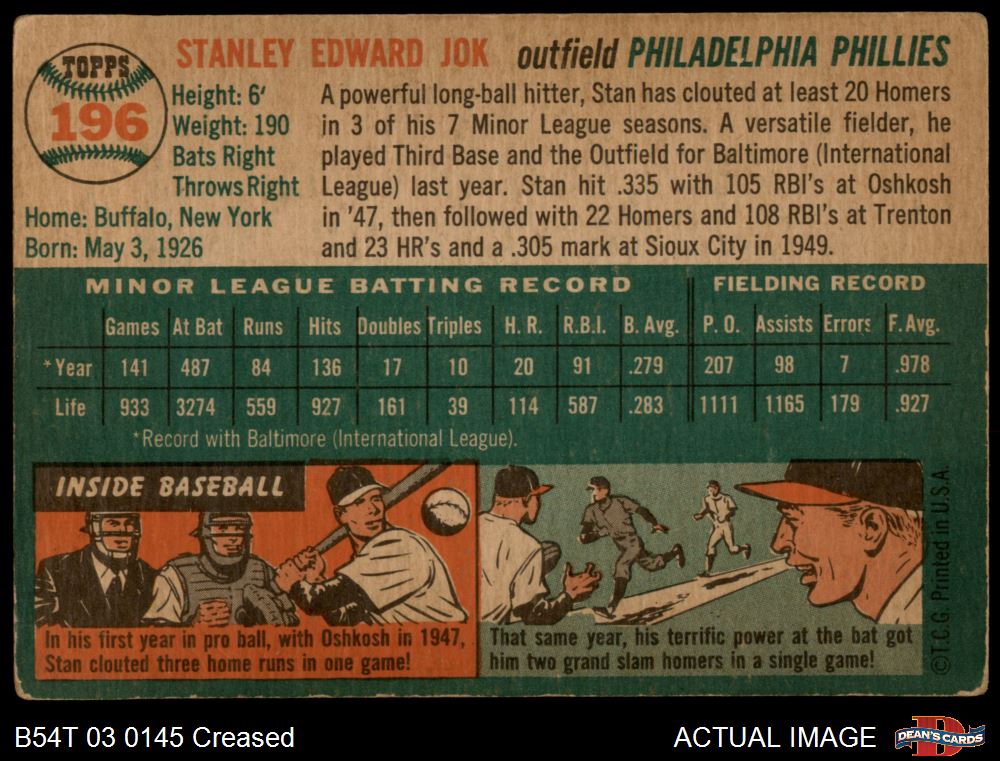 TOPPS
196
STANLEY EDWARD JOK outfield PHILADELPHIA PHILLIES
Height: 6'
Weight: 190
Bats Right
Throws Right
Home: Buffalo, New York
Born: May 3, 1926
A powerful long-ball hitter, Stan has clouted at least 20 Homers
in 3 of his 7 Minor League seasons. A versatile fielder, he
played Third Base and the Outfield for Baltimore (International
League) last year. Stan hit .335 with 105 RBI's at Oshkosh
in '47, then followed with 22 Homers and 108 RBI's at Trenton
and 23 HR's and a .305 mark at Sioux City in 1949.
MINOR LEAGUE BATTING RECORD FIELDING RECORD
Games At Bat Runs Hits Doubles Triples H. R. R.B.I. B. Avg. P. O. Assists Errors F. Avg.
*Year 141 487 84 136 17 10 20 91 .279 207 98 7 .978
Life 933 3274 559 927 161 39 114 587 .283 1111 1165 179 .927
*Record with Baltimore (International League).
INSIDE BASEBALL
In his first year in pro ball, with Oshkosh in 1947,
Stan clouted three home runs in one game!
That same year, his terrific power at the bat got
him two grand slam homers in a single game!
©T.C.G. Printed in U.S.A.
B54T 03 0145 Creased
ACTUAL IMAGE
DEAN'S CARDS